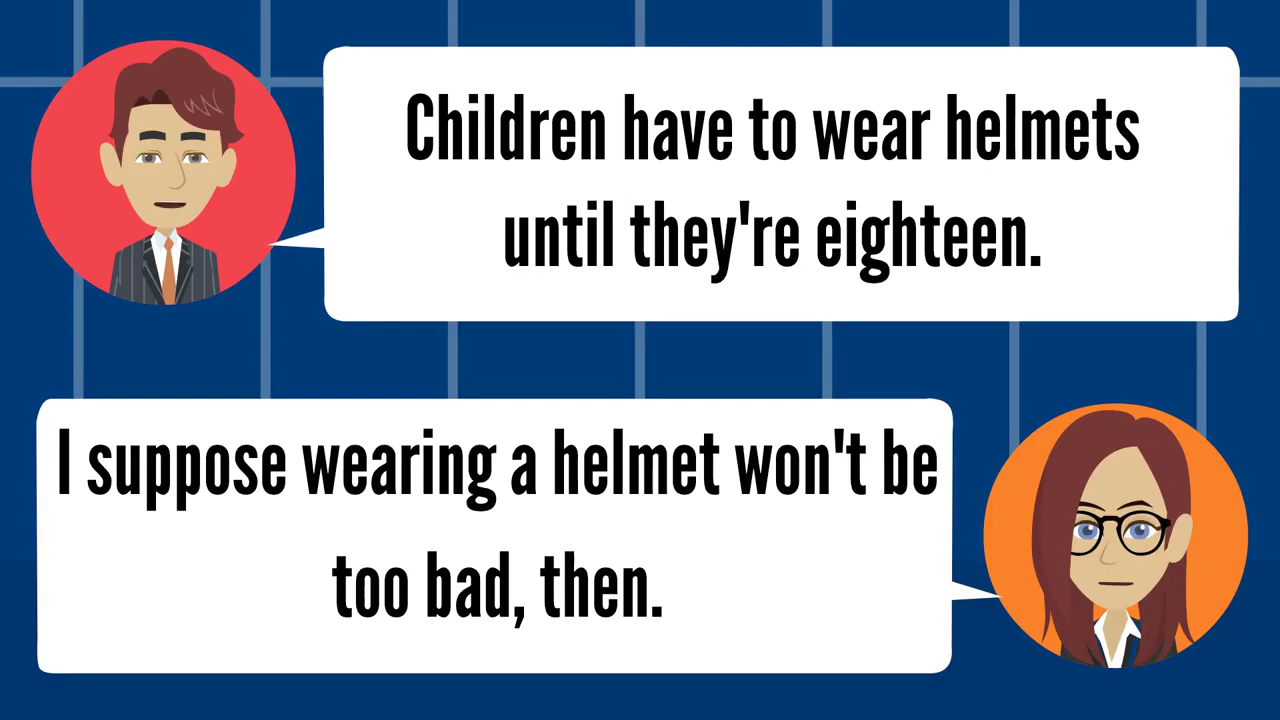 Children have to wear helmets
until they're eighteen.
I suppose wearing a helmet won't be
too bad, then.